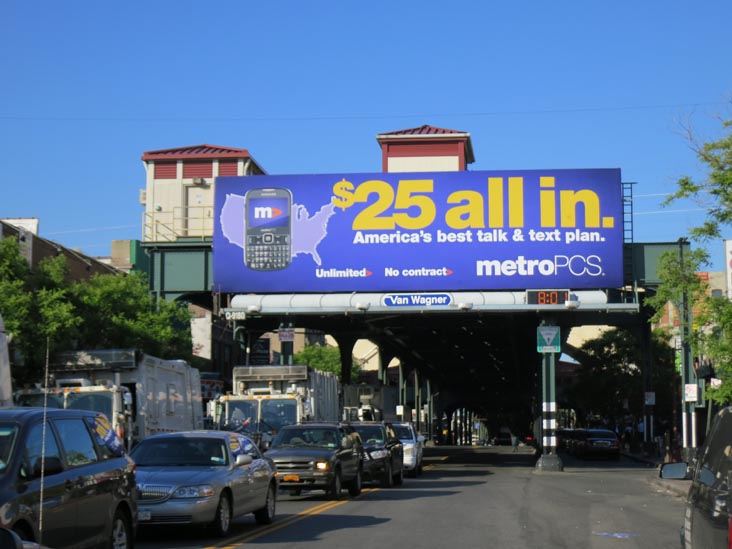 $25 all in.
America's best talk & text plan.
m
Unlimited No contract
metroPCS.
Van Wagner